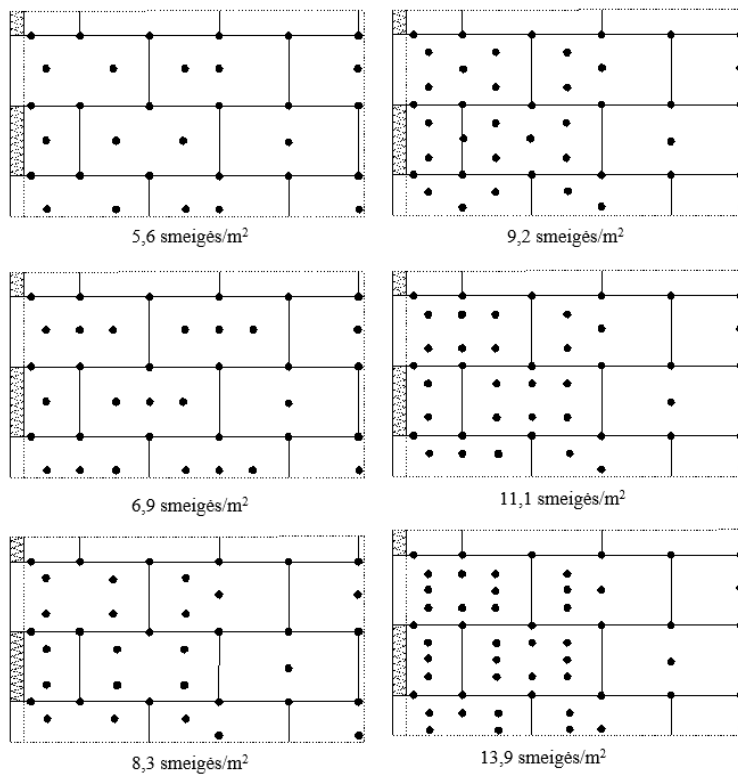 5,6 smeigės/m²
9,2 smeigės/m²
6,9 smeigės/m²
11,1 smeigės/m²
8,3 smeigės/m²
13,9 smeigės/m²